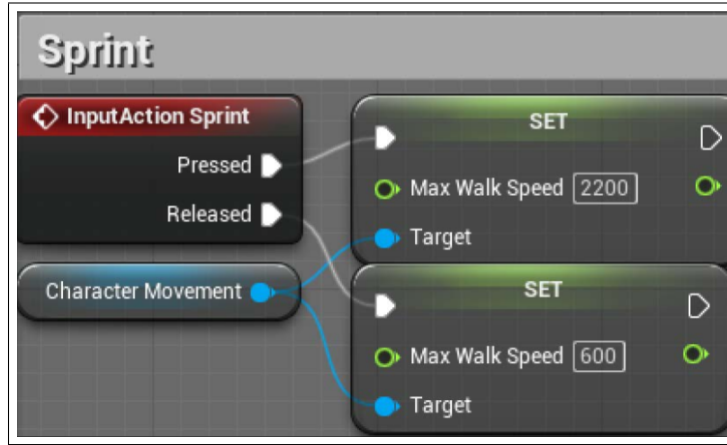 Sprint
InputAction Sprint
Pressed
Released
Character Movement
SET
Max Walk Speed 2200
Target
SET
Max Walk Speed 600
Target